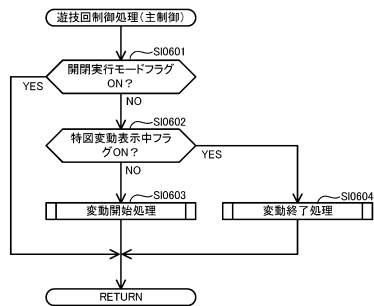 遊技回制御処理(主制御)
SI0601
開閉実行モードフラグ
ON?
YES
NO
SI0602
特図変動表示中フラ
グON?
YES
NO
SI0603
変動開始処理
SI0604
変動終了処理
RETURN